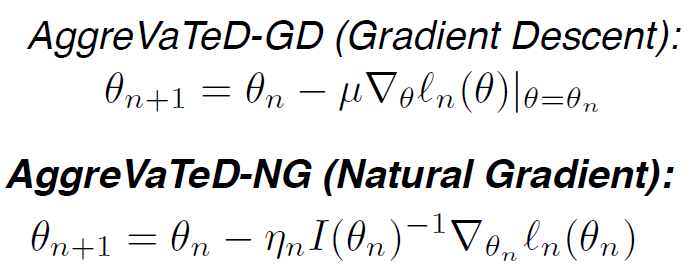 AggreVaTeD-GD (Gradient Descent):
θ_{n+1} = θ_n − μ∇_θ ℓ_n(θ)|_{θ=θ_n}
AggreVaTeD-NG (Natural Gradient):
θ_{n+1} = θ_n − η_n I(θ_n)^{−1} ∇_{θ_n} ℓ_n(θ_n)